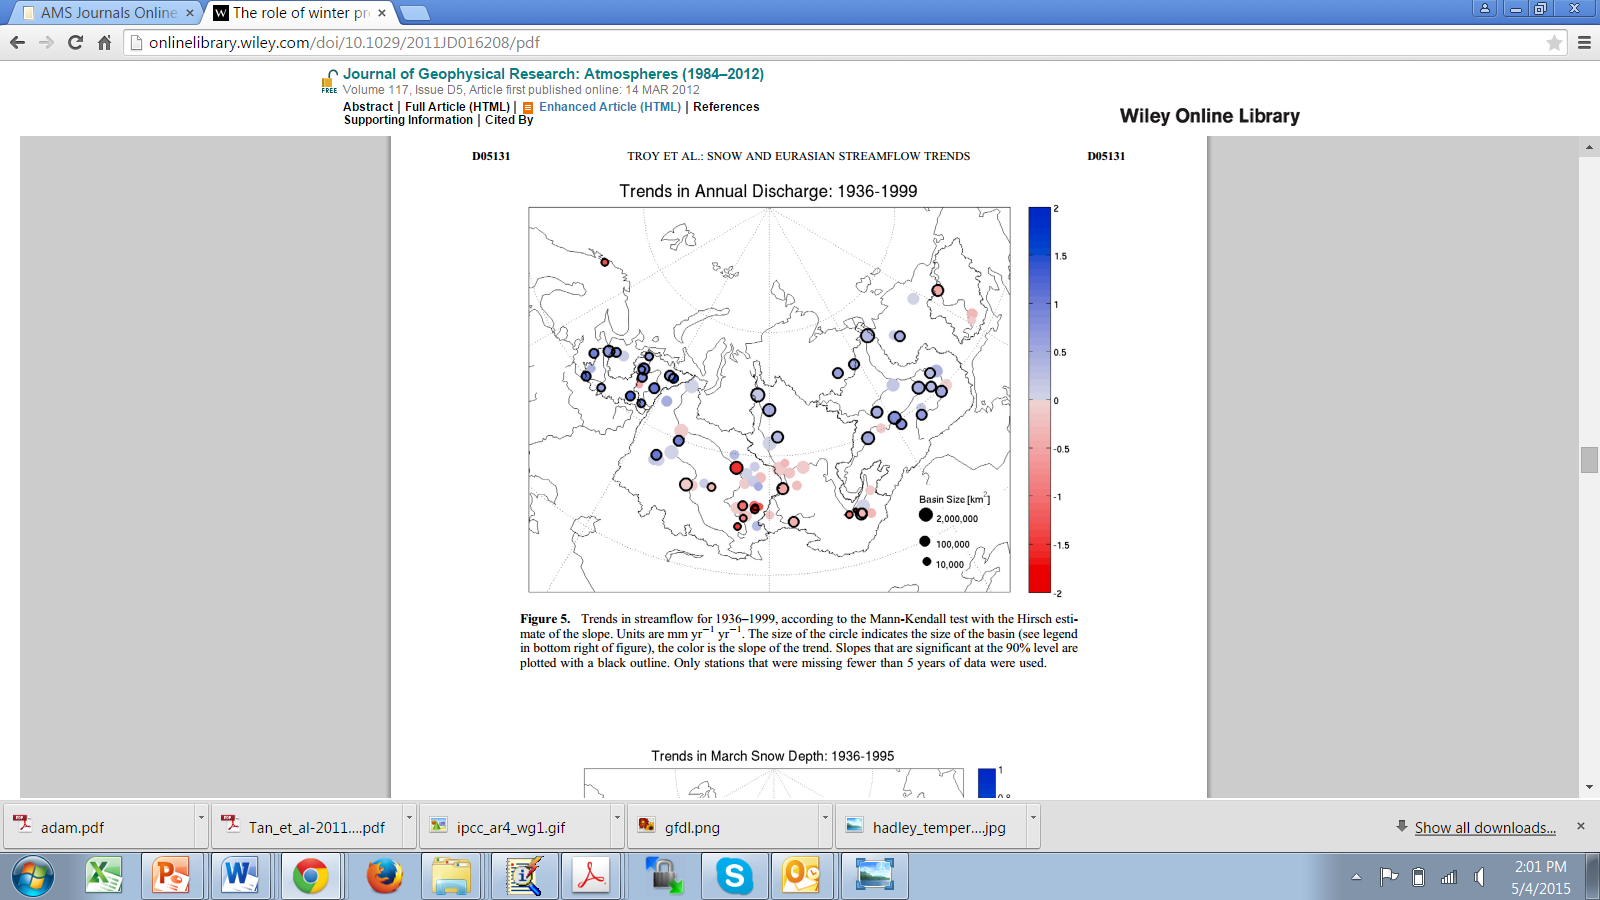 AMS Journals Online
The role of winter pr
onlinelibrary.wiley.com/doi/10.1029/2011JD016208/pdf
FREE
Journal of Geophysical Research: Atmospheres (1984–2012)
Volume 117, Issue D5, Article first published online: 14 MAR 2012
Abstract | Full Article (HTML) | Enhanced Article (HTML) | References
Supporting Information | Cited By
Wiley Online Library
D05131 TROY ET AL.: SNOW AND EURASIAN STREAMFLOW TRENDS D05131
Trends in Annual Discharge: 1936-1999
2
1.5
1
0.5
0
-0.5
-1
-1.5
-2
Basin Size [km²]
2,000,000
100,000
10,000
Figure 5. Trends in streamflow for 1936–1999, according to the Mann-Kendall test with the Hirsch esti-
mate of the slope. Units are mm yr⁻¹ yr⁻¹. The size of the circle indicates the size of the basin (see legend
in bottom right of figure), the color is the slope of the trend. Slopes that are significant at the 90% level are
plotted with a black outline. Only stations that were missing fewer than 5 years of data were used.
Trends in March Snow Depth: 1936-1995
1
adam.pdf
Tan_et_al-2011....pdf
ipcc_ar4_wg1.gif
gfdl.png
hadley_temper....jpg
Show all downloads...
2:01 PM
5/4/2015